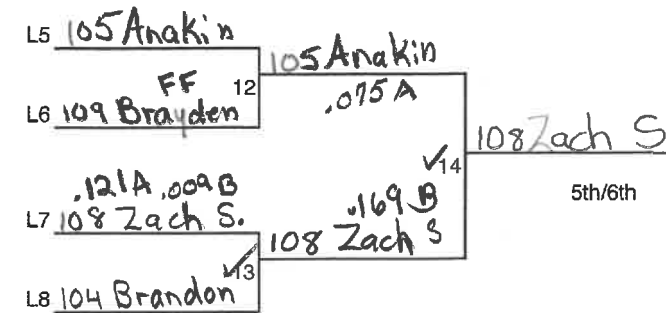 L5 105 Anakin
105 Anakin
FF 12
.075 A
L6 109 Brayden
108 Zach S
✓14
5th/6th
.121A .009B
.169 B
L7 108 Zach S.
108 Zach S
✓13
L8 104 Brandon